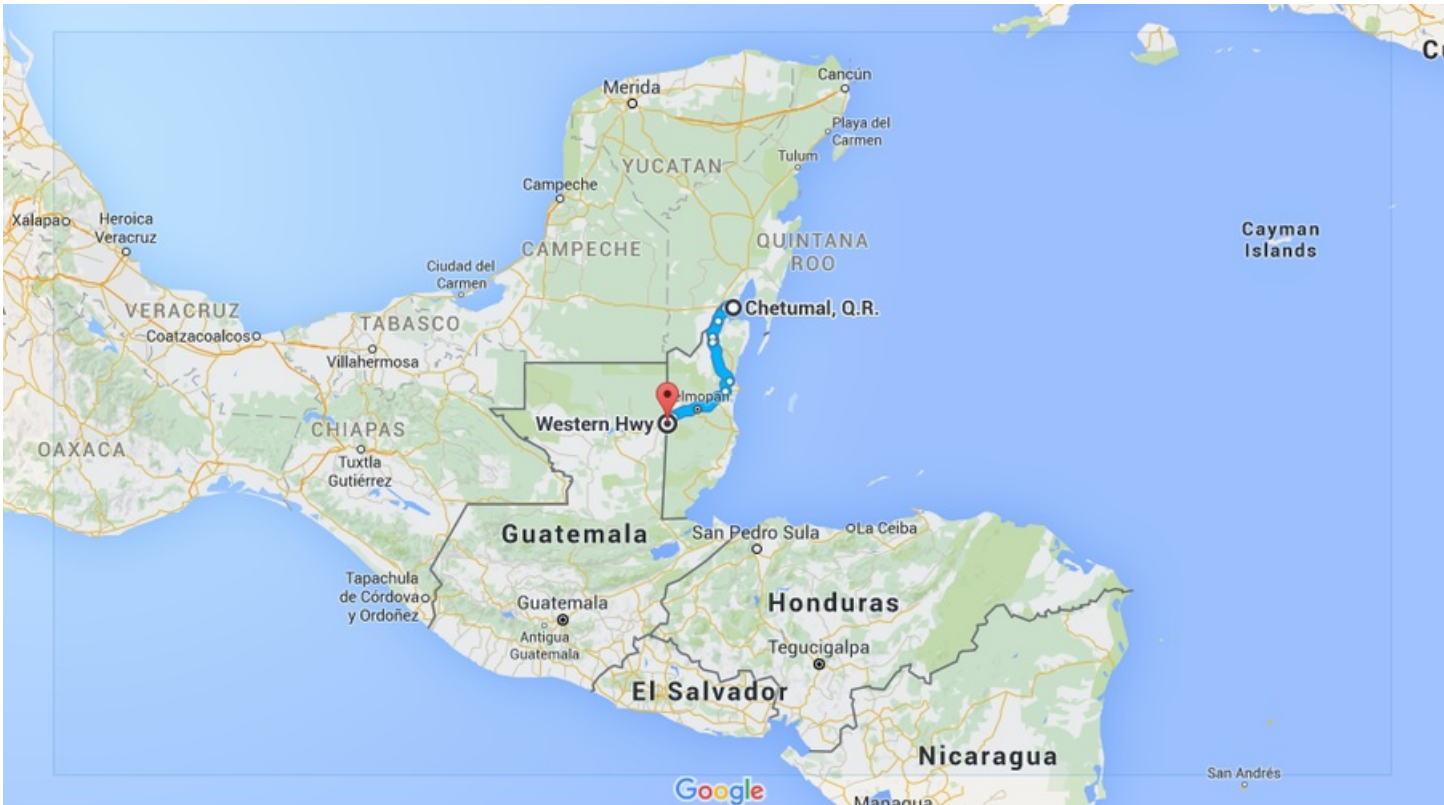 Merida
Cancún
Playa del
Carmen
YUCATAN
Tulum
Campeche
Xalapa
Heroica
Veracruz
CAMPECHE
QUINTANA
ROO
Cayman
Islands
Ciudad del
Carmen
VERACRUZ
TABASCO
Chetumal, Q.R.
Coatzacoalcos
Villahermosa
elmopan
Western Hwy
CHIAPAS
OAXACA
Tuxtla
Gutiérrez
Guatemala
San Pedro Sula
La Ceiba
Tapachula
de Córdova
y Ordoñez
Guatemala
Honduras
Antigua
Guatemala
Tegucigalpa
El Salvador
Nicaragua
San Andrés
Google
Managua